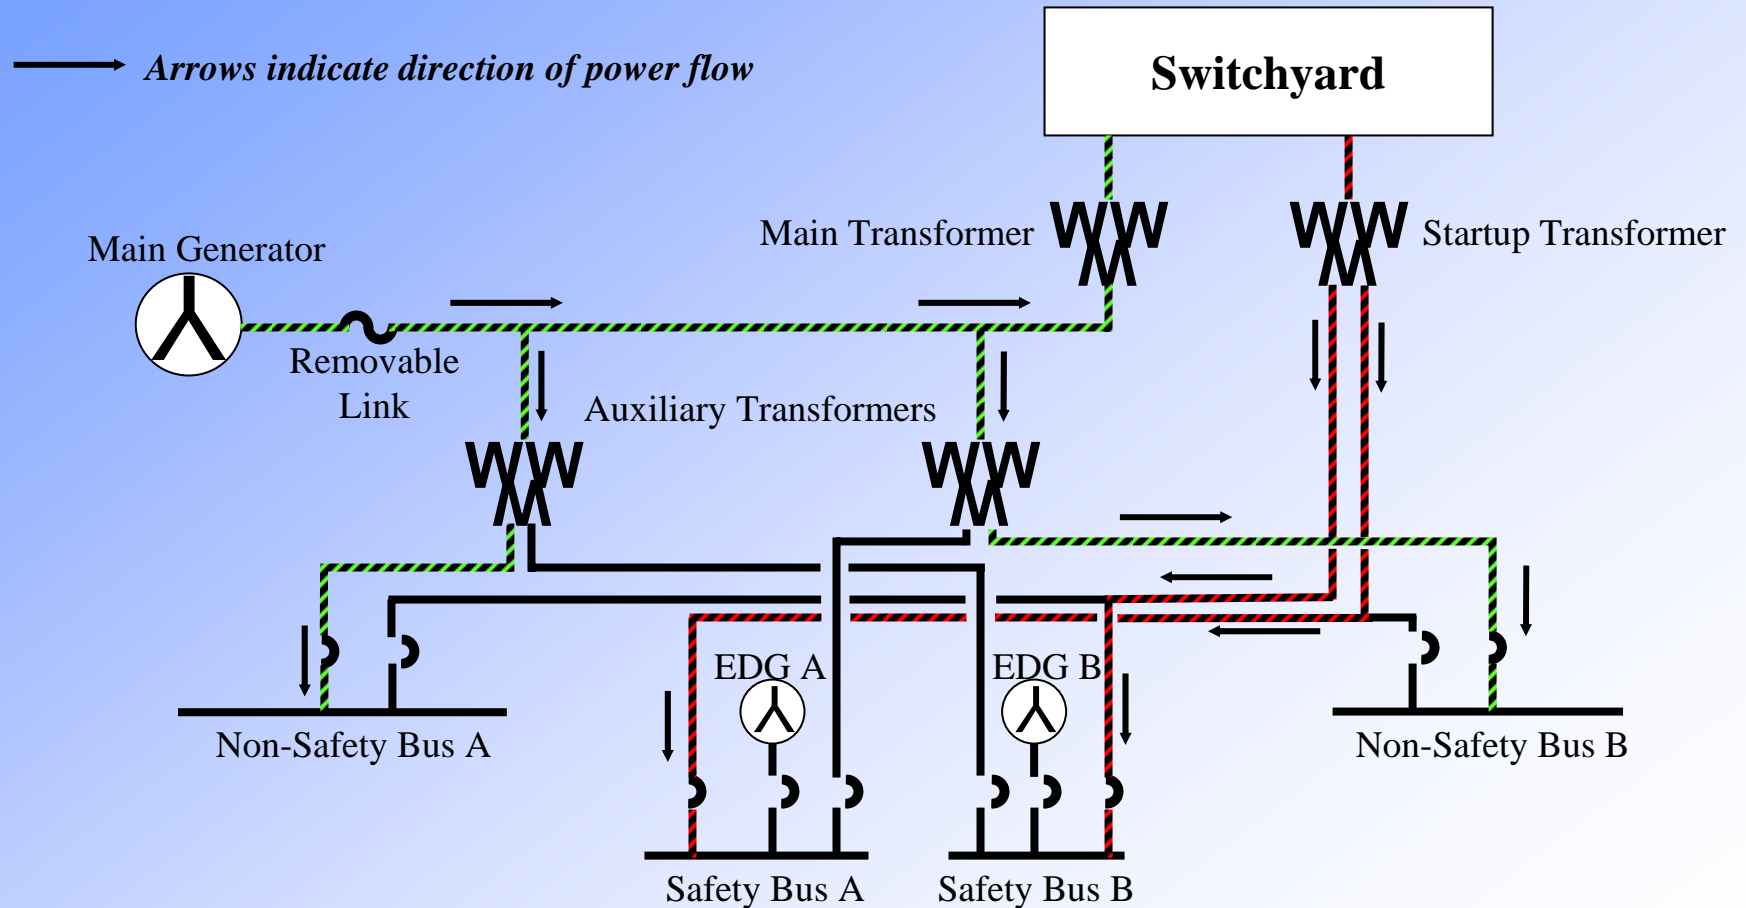 Arrows indicate direction of power flow
Switchyard
Main Transformer
Startup Transformer
Main Generator
Removable
Link
Auxiliary Transformers
EDG A
EDG B
Non-Safety Bus A
Non-Safety Bus B
Safety Bus A
Safety Bus B